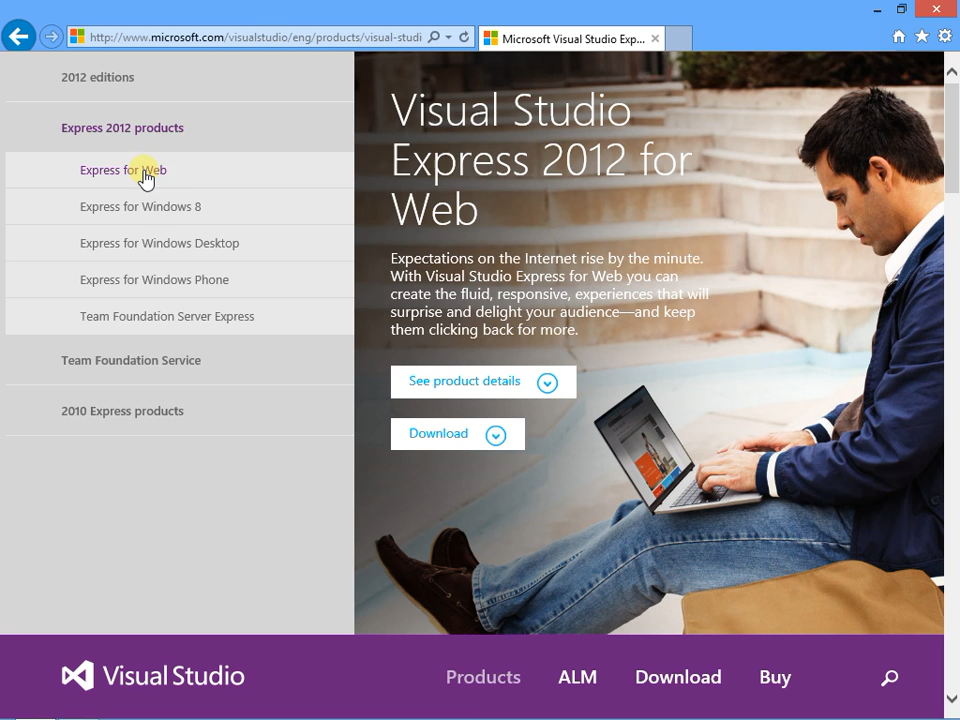 http://www.microsoft.com/visualstudio/eng/products/visual-studi
Microsoft Visual Studio Exp...
2012 editions
Express 2012 products
Express for Web
Express for Windows 8
Express for Windows Desktop
Express for Windows Phone
Team Foundation Server Express
Team Foundation Service
2010 Express products
Visual Studio
Express 2012 for
Web
Expectations on the Internet rise by the minute.
With Visual Studio Express for Web you can
create the fluid, responsive, experiences that will
surprise and delight your audience—and keep
them clicking back for more.
See product details
Download
Visual Studio
Products ALM Download Buy